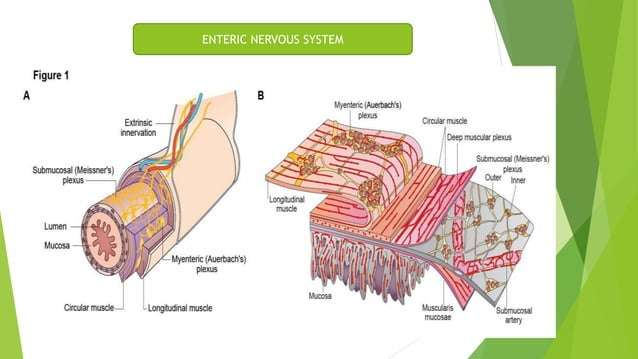 ENTERIC NERVOUS SYSTEM
Figure 1
A
Extrinsic
innervation
Submucosal (Meissner's)
plexus
Lumen
Mucosa
Myenteric (Auerbach's)
plexus
Circular muscle
Longitudinal muscle
B
Myenteric (Auerbach's)
plexus
Circular muscle
Deep muscular plexus
Submucosal (Meissner's)
plexus
Outer
Inner
Longitudinal
muscle
Mucosa
Muscularis
mucosae
Submucosal
artery